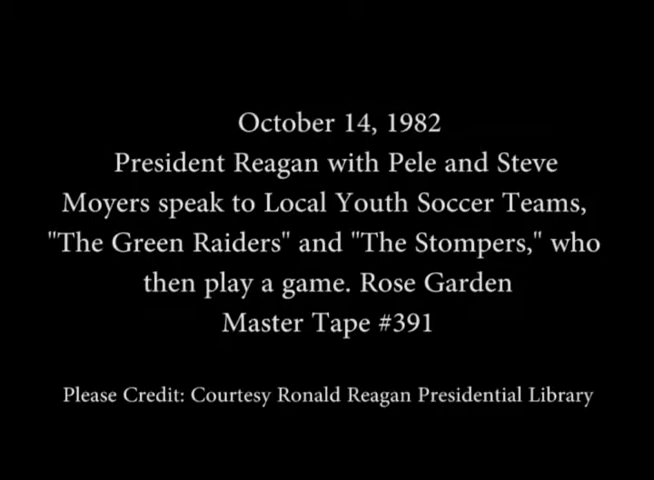 October 14, 1982
President Reagan with Pele and Steve
Moyers speak to Local Youth Soccer Teams,
"The Green Raiders" and "The Stompers," who
then play a game. Rose Garden
Master Tape #391
Please Credit: Courtesy Ronald Reagan Presidential Library